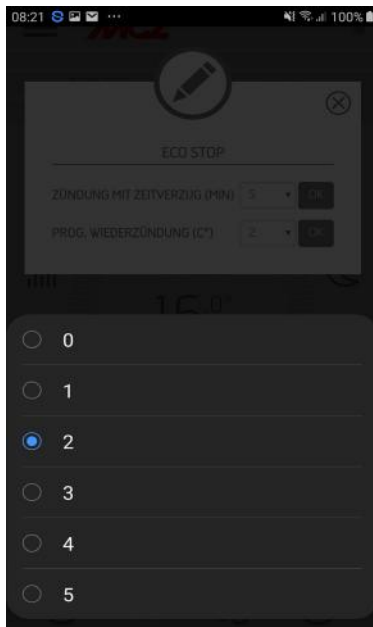 08:21 ... 100%
MCZ
ECO STOP
ZÜNDUNG MIT ZEITVERZUG (MIN) 5 OK
PROG. WIEDERZÜNDUNG (C°) 2 OK
0
1
2
3
4
5